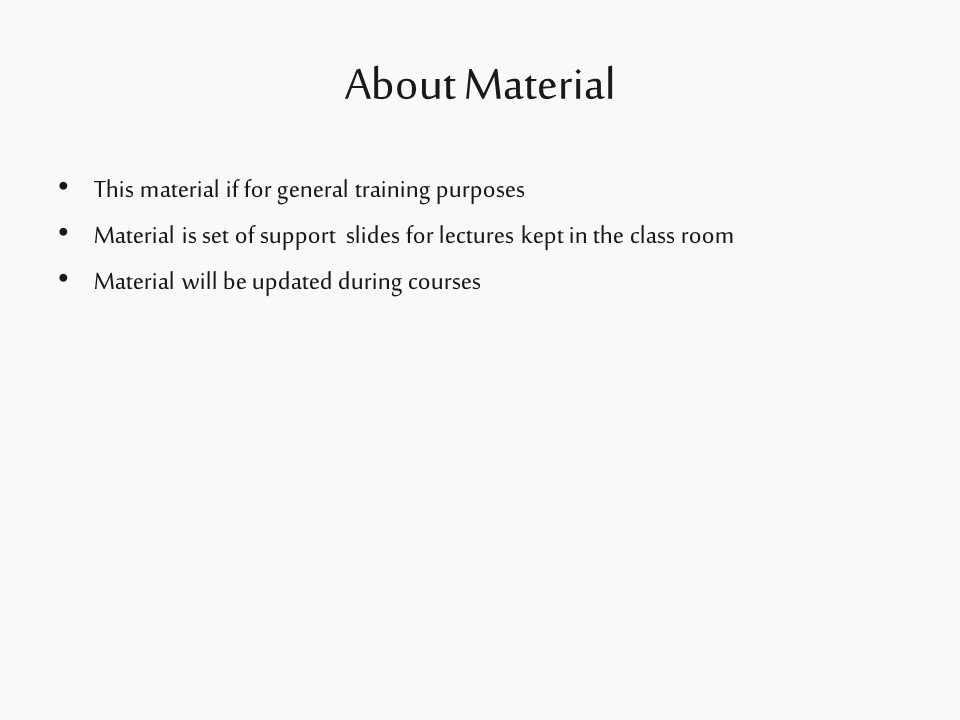 About Material
• This material if for general training purposes
• Material is set of support  slides for lectures kept in the class room
• Material will be updated during courses